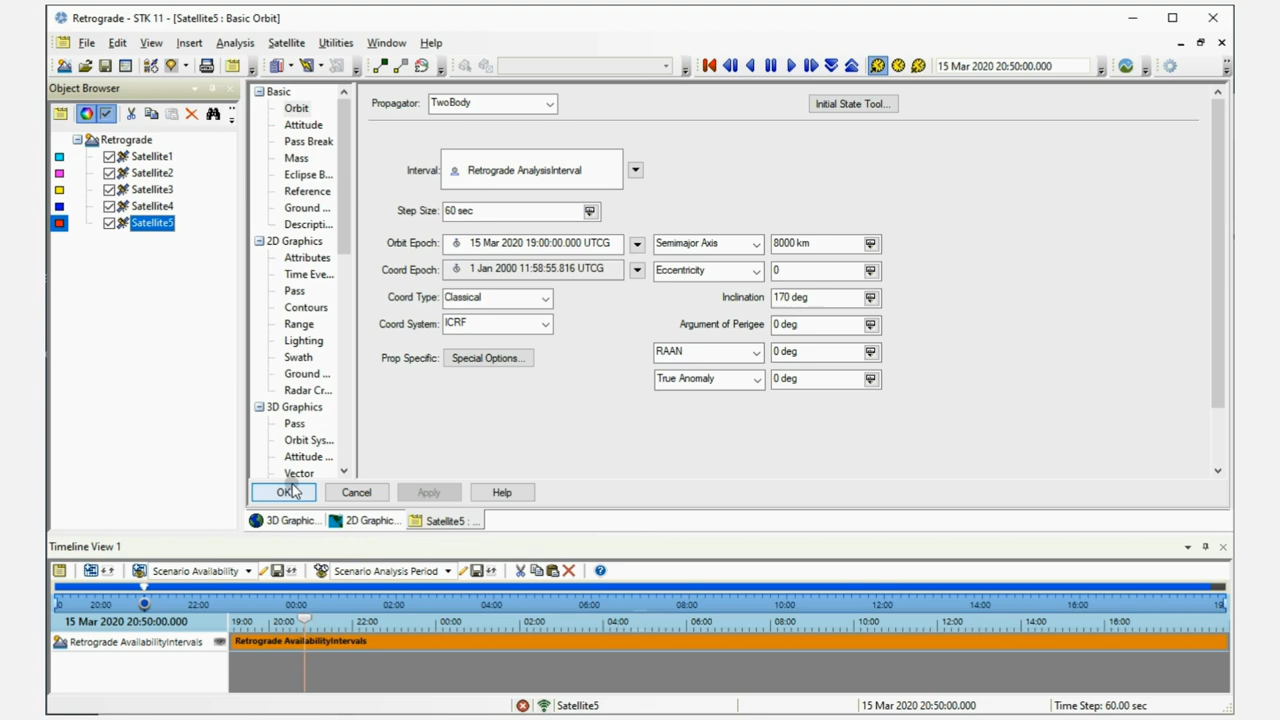 Retrograde - STK 11 - [Satellite5 : Basic Orbit]
File Edit View Insert Analysis Satellite Utilities Window Help
15 Mar 2020 20:50:00.000
Object Browser
Retrograde
Satellite1
Satellite2
Satellite3
Satellite4
Satellite5
Basic
Orbit
Attitude
Pass Break
Mass
Eclipse B...
Reference
Ground ...
Descripti...
2D Graphics
Attributes
Time Eve...
Pass
Contours
Range
Lighting
Swath
Ground ...
Radar Cr...
3D Graphics
Pass
Orbit Sys...
Attitude ...
Vector
Propagator: TwoBody
Initial State Tool...
Interval: Retrograde AnalysisInterval
Step Size: 60 sec
Orbit Epoch: 15 Mar 2020 19:00:00.000 UTCG Semimajor Axis 8000 km
Coord Epoch: 1 Jan 2000 11:58:55.816 UTCG Eccentricity 0
Coord Type: Classical Inclination 170 deg
Coord System: ICRF Argument of Perigee 0 deg
Prop Specific: Special Options... RAAN 0 deg
True Anomaly 0 deg
OK Cancel Apply Help
3D Graphic... 2D Graphic... Satellite5 : ...
Timeline View 1
Scenario Availability Scenario Analysis Period
20:00 22:00 00:00 02:00 04:00 06:00 08:00 10:00 12:00 14:00 16:00
15 Mar 2020 20:50:00.000 19:00 20:00 22:00 00:00 02:00 04:00 06:00 08:00 10:00 12:00 14:00 16:00
Retrograde AvailabilityIntervals Retrograde AvailabilityIntervals
Satellite5 15 Mar 2020 20:50:00.000 Time Step: 60.00 sec